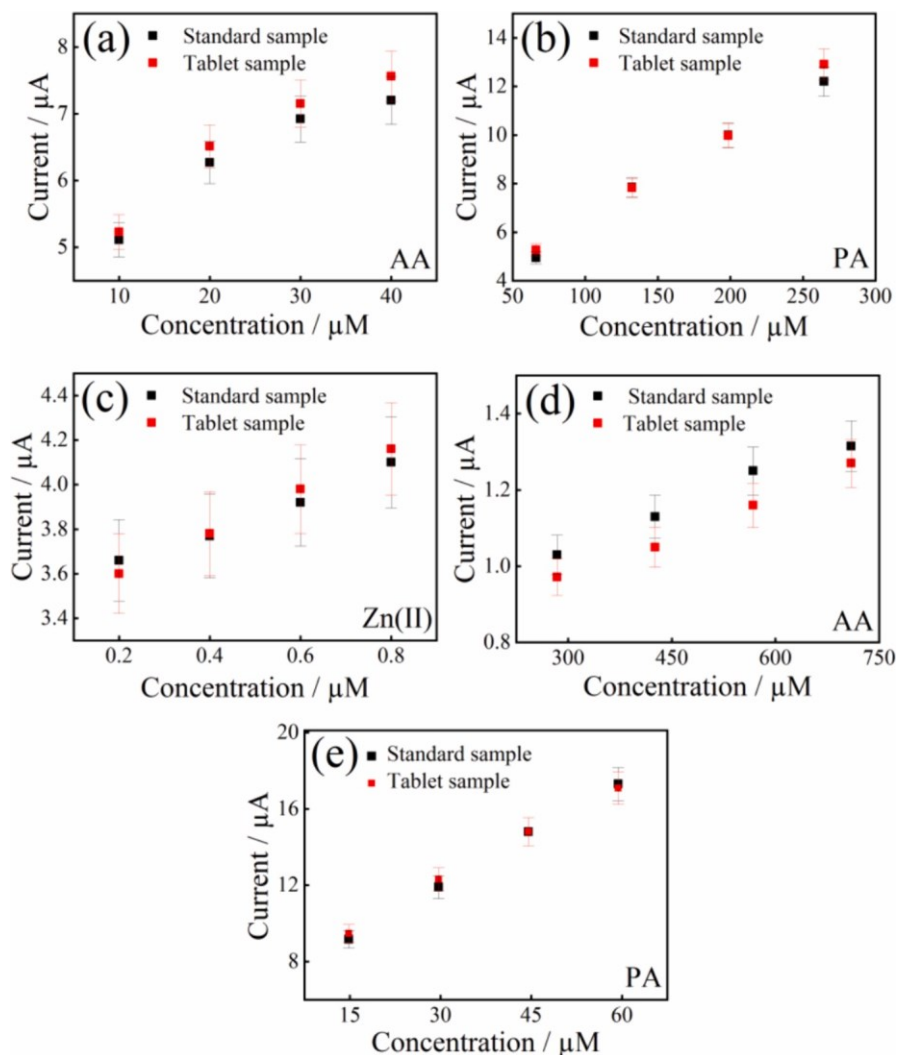 (a)
Standard sample
Tablet sample
8
7
6
5
Current / μA
AA
10 20 30 40
Concentration / μM
(b)
Standard sample
Tablet sample
14
12
10
8
6
4
Current / μA
PA
50 100 150 200 250 300
Concentration / μM
(c)
Standard sample
Tablet sample
4.4
4.2
4.0
3.8
3.6
3.4
Current / μA
Zn(II)
0.2 0.4 0.6 0.8
Concentration / μM
(d)
Standard sample
Tablet sample
1.4
1.2
1.0
0.8
Current / μA
AA
300 450 600 750
Concentration / μM
(e)
Standard sample
Tablet sample
20
16
12
8
Current / μA
PA
15 30 45 60
Concentration / μM